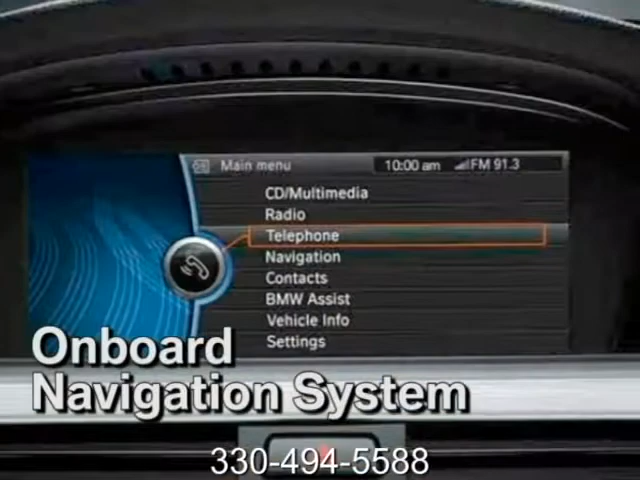 Main menu 10:00 am FM 91.3
CD/Multimedia
Radio
Telephone
Navigation
Contacts
BMW Assist
Vehicle Info
Settings
Onboard
Navigation System
330-494-5588